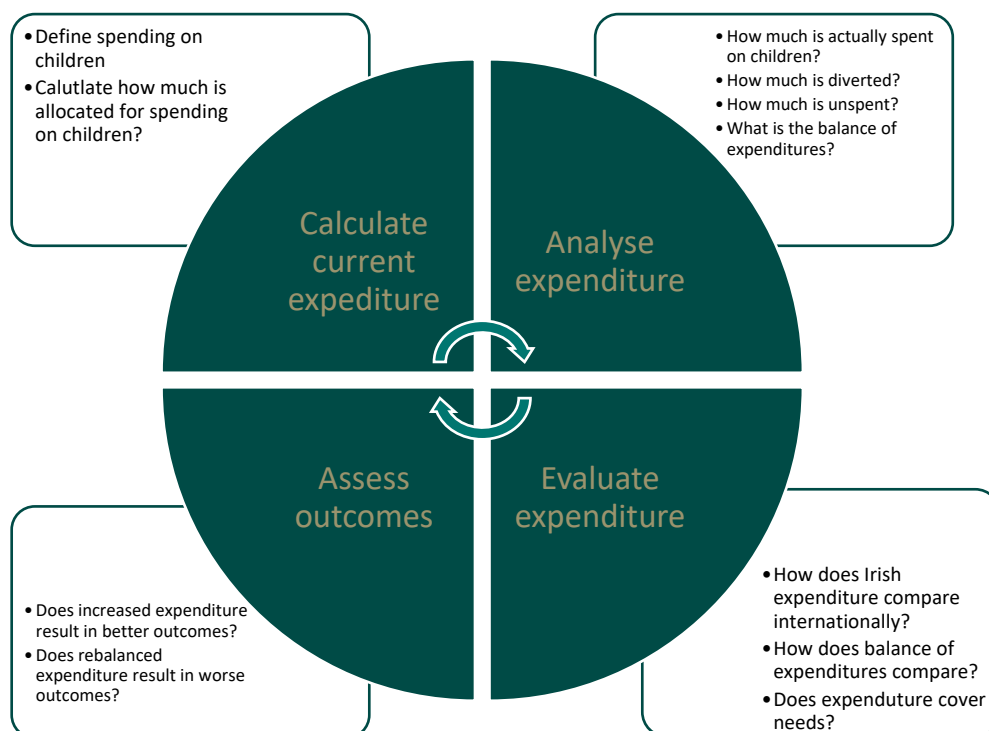 •Define spending on
children
•Calutlate how much is
allocated for spending
on children?
•How much is actually spent
on children?
•How much is diverted?
•How much is unspent?
•What is the balance of
expenditures?
Calculate
current
expediture
Analyse
expenditure
Assess
outcomes
Evaluate
expenditure
•Does increased expenditure
result in better outcomes?
•Does rebalanced
expenditure result in worse
outcomes?
•How does Irish
expenditure compare
internationally?
•How does balance of
expenditures compare?
•Does expenduture cover
needs?